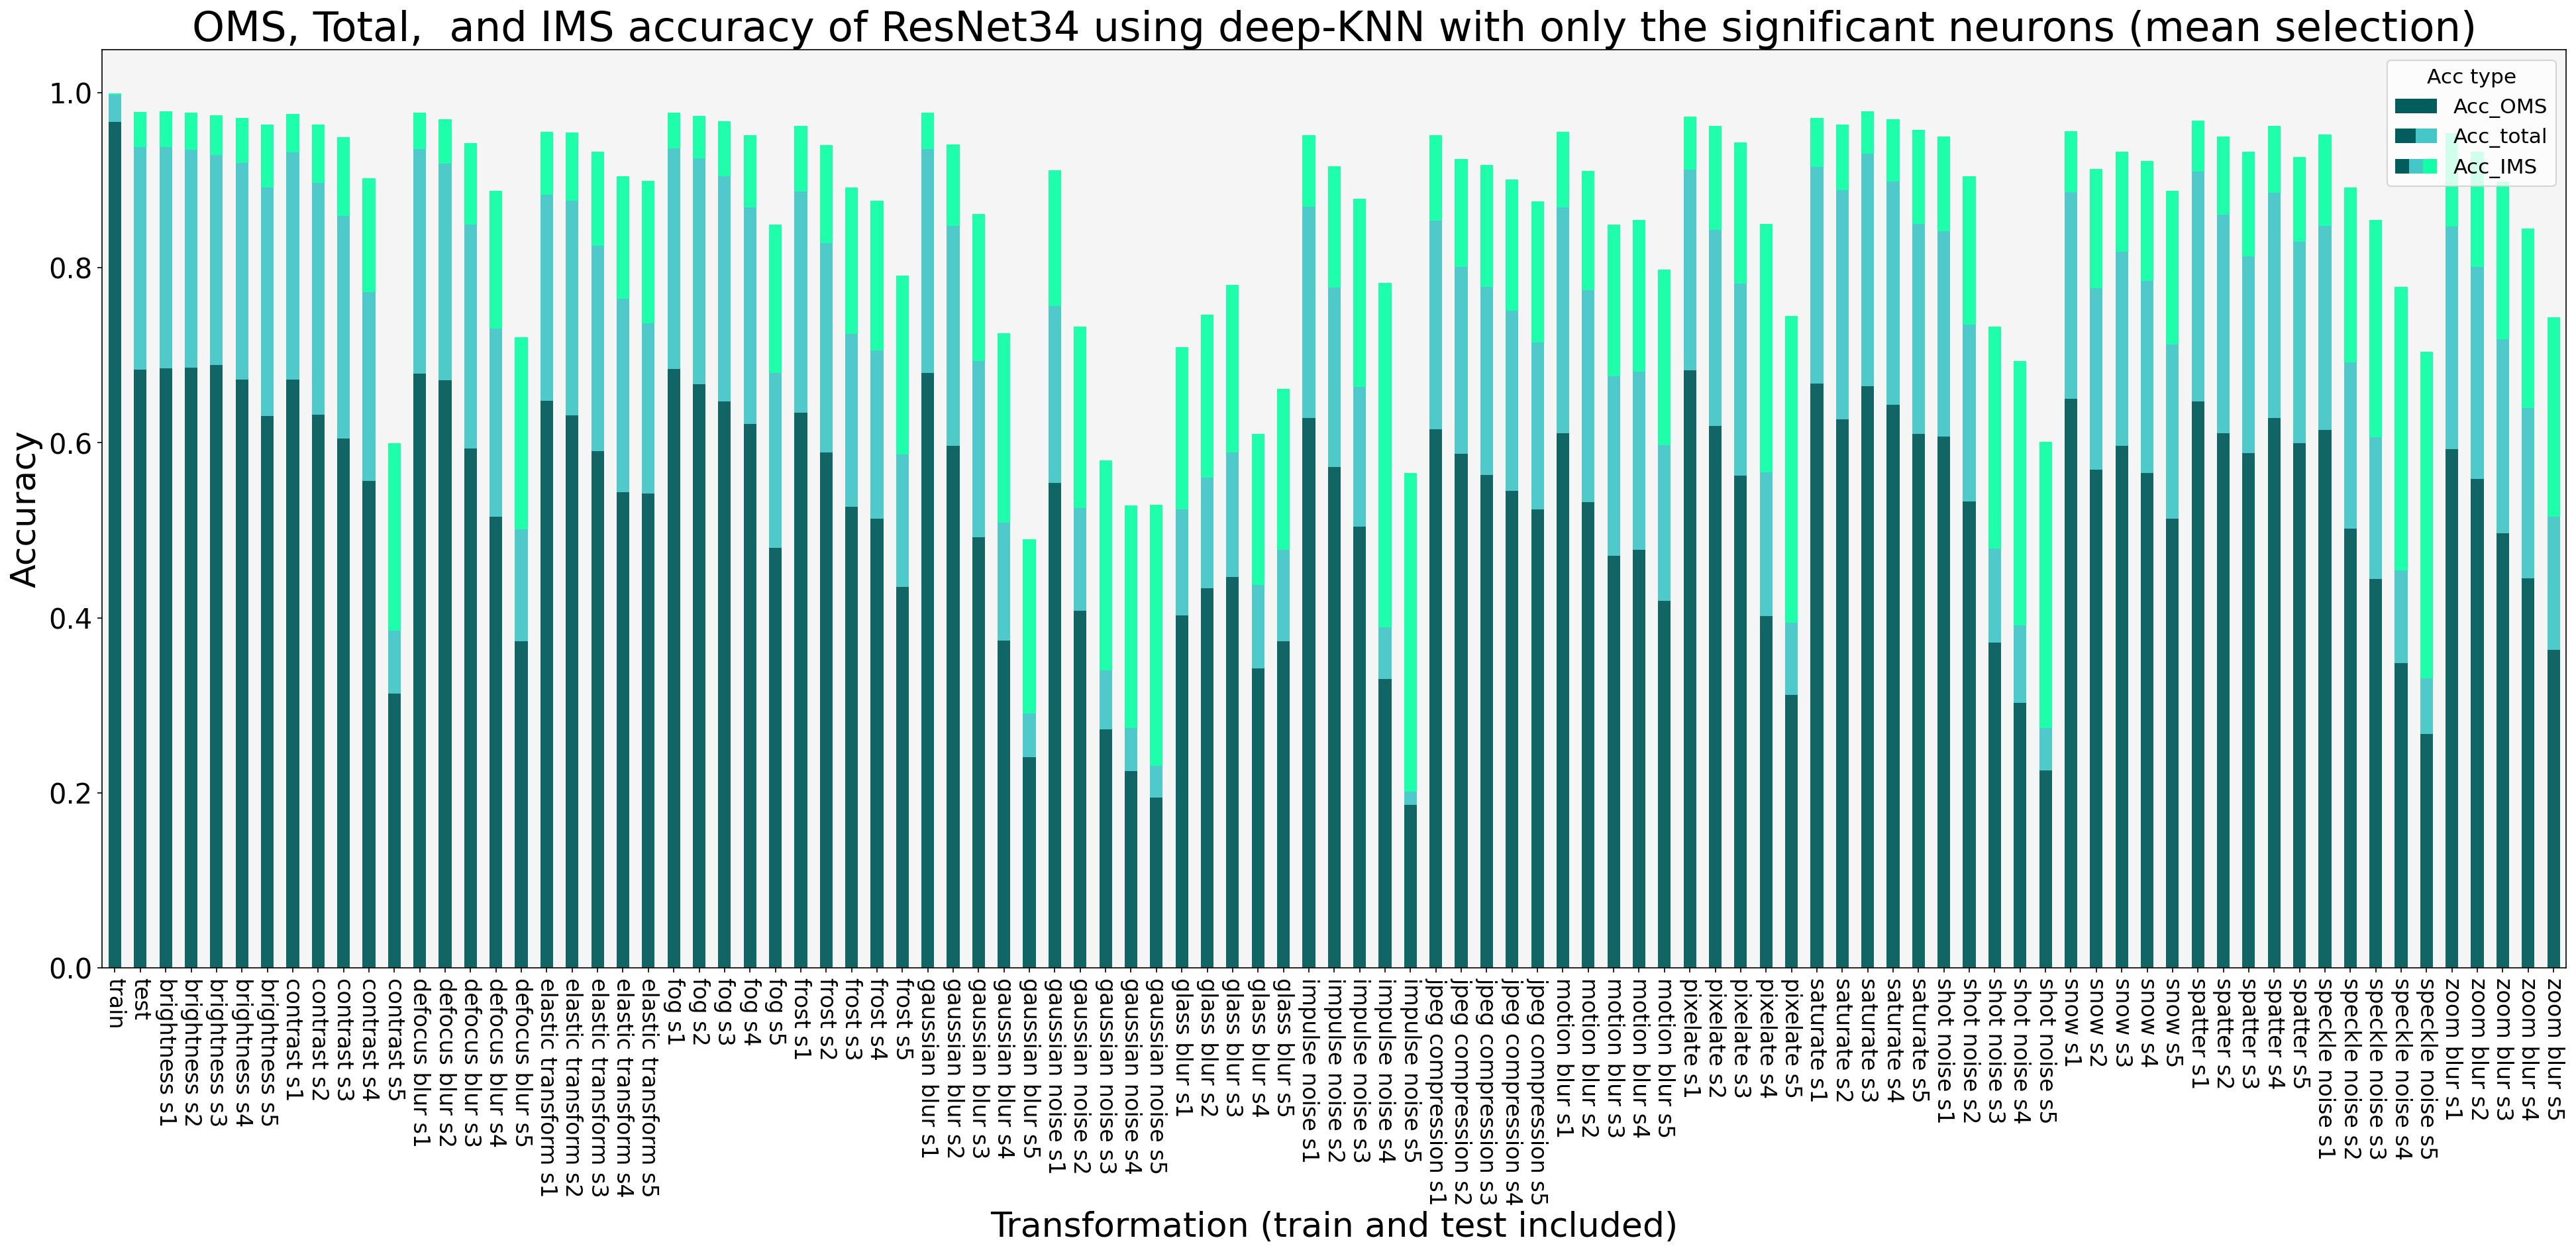 OMS, Total,  and IMS accuracy of ResNet34 using deep-KNN with only the significant neurons (mean selection)
Acc type
Acc_OMS
Acc_total
Acc_IMS
Accuracy
1.0
0.8
0.6
0.4
0.2
0.0
train
test
brightness s1
brightness s2
brightness s3
brightness s4
brightness s5
contrast s1
contrast s2
contrast s3
contrast s4
contrast s5
defocus blur s1
defocus blur s2
defocus blur s3
defocus blur s4
defocus blur s5
elastic transform s1
elastic transform s2
elastic transform s3
elastic transform s4
elastic transform s5
fog s1
fog s2
fog s3
fog s4
fog s5
frost s1
frost s2
frost s3
frost s4
frost s5
gaussian blur s1
gaussian blur s2
gaussian blur s3
gaussian blur s4
gaussian blur s5
gaussian noise s1
gaussian noise s2
gaussian noise s3
gaussian noise s4
gaussian noise s5
glass blur s1
glass blur s2
glass blur s3
glass blur s4
glass blur s5
impulse noise s1
impulse noise s2
impulse noise s3
impulse noise s4
impulse noise s5
jpeg compression s1
jpeg compression s2
jpeg compression s3
jpeg compression s4
jpeg compression s5
motion blur s1
motion blur s2
motion blur s3
motion blur s4
motion blur s5
pixelate s1
pixelate s2
pixelate s3
pixelate s4
pixelate s5
saturate s1
saturate s2
saturate s3
saturate s4
saturate s5
shot noise s1
shot noise s2
shot noise s3
shot noise s4
shot noise s5
snow s1
snow s2
snow s3
snow s4
snow s5
spatter s1
spatter s2
spatter s3
spatter s4
spatter s5
speckle noise s1
speckle noise s2
speckle noise s3
speckle noise s4
speckle noise s5
zoom blur s1
zoom blur s2
zoom blur s3
zoom blur s4
zoom blur s5
Transformation (train and test included)